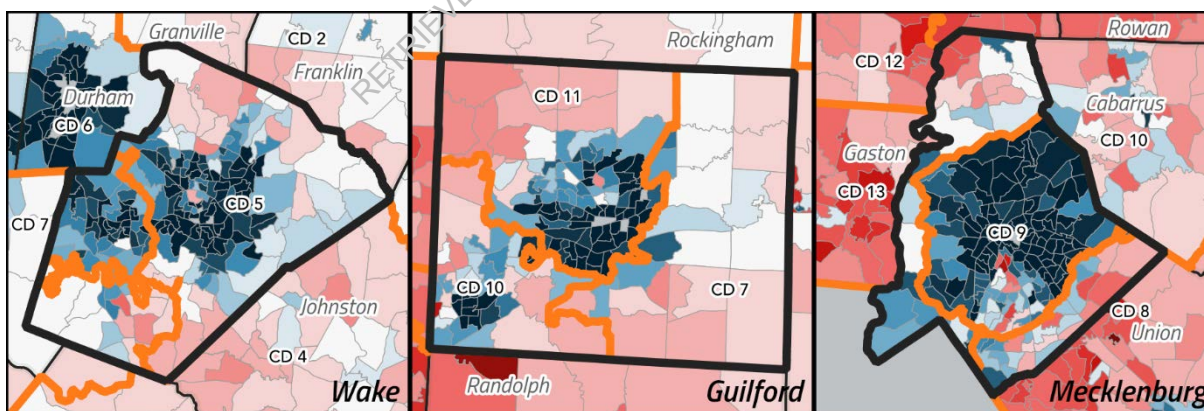 RETRIEVE
Granville
CD 2
Franklin
Durham
CD 6
CD 5
CD 7
Johnston
CD 4
Wake
Rockingham
CD 11
CD 10
CD 7
Randolph
Guilford
Rowan
CD 12
Cabarrus
CD 10
Gaston
CD 13
CD 9
CD 8
Union
Mecklenburg